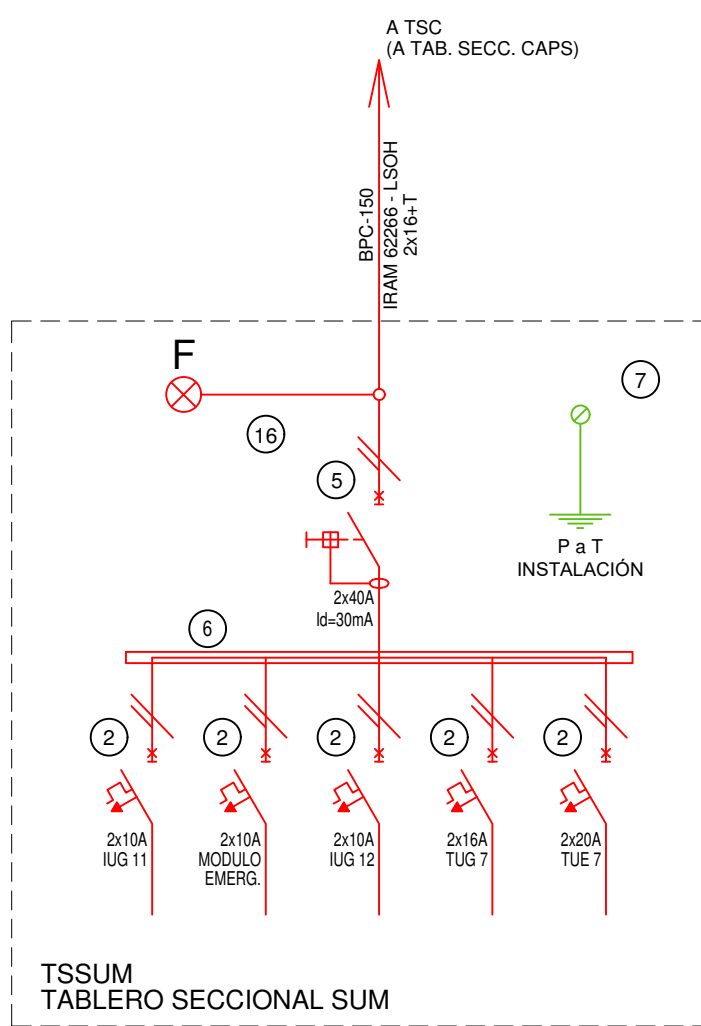 A TSC
(A TAB. SECC. CAPS)
BPC-150
IRAM 62266 - LSOH
2x16+T
F
7
16
5
P a T
INSTALACIÓN
2x40A
Id=30mA
6
2
2
2
2
2
2x10A
IUG 11
2x10A
MODULO
EMERG.
2x10A
IUG 12
2x16A
TUG 7
2x20A
TUE 7
TSSUM
TABLERO SECCIONAL SUM